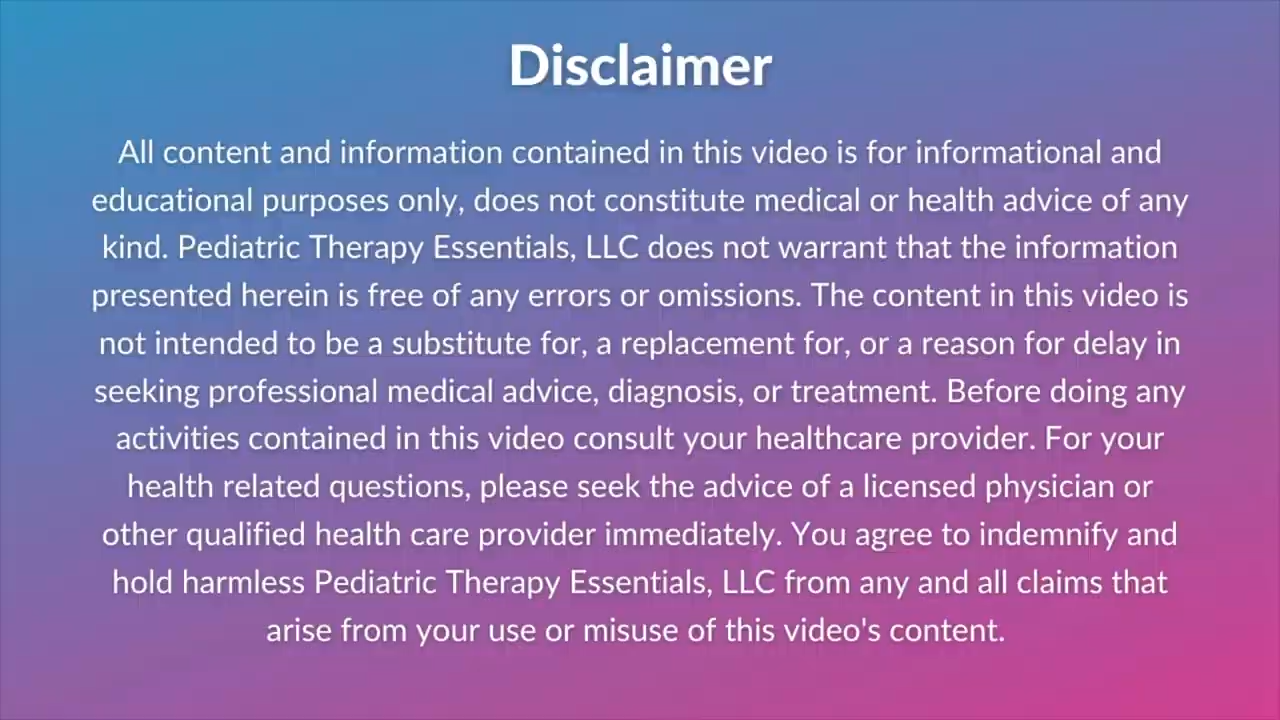 Disclaimer
All content and information contained in this video is for informational and
educational purposes only, does not constitute medical or health advice of any
kind. Pediatric Therapy Essentials, LLC does not warrant that the information
presented herein is free of any errors or omissions. The content in this video is
not intended to be a substitute for, a replacement for, or a reason for delay in
seeking professional medical advice, diagnosis, or treatment. Before doing any
activities contained in this video consult your healthcare provider. For your
health related questions, please seek the advice of a licensed physician or
other qualified health care provider immediately. You agree to indemnify and
hold harmless Pediatric Therapy Essentials, LLC from any and all claims that
arise from your use or misuse of this video's content.